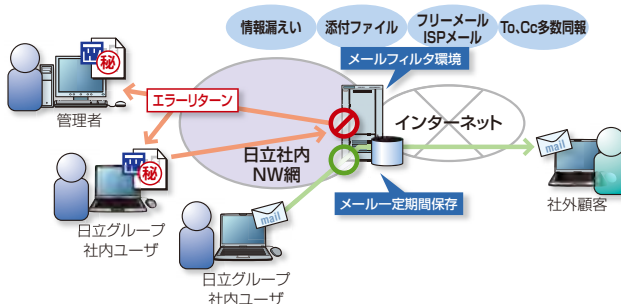 情報漏えい
添付ファイル
フリーメール
ISPメール
To、Cc多数同報
メールフィルタ環境
秘
エラーリターン
管理者
インターネット
日立社内
NW網
秘
mail
mail
日立グループ
社内ユーザ
メール一定期間保存
社外顧客
日立グループ
社内ユーザ